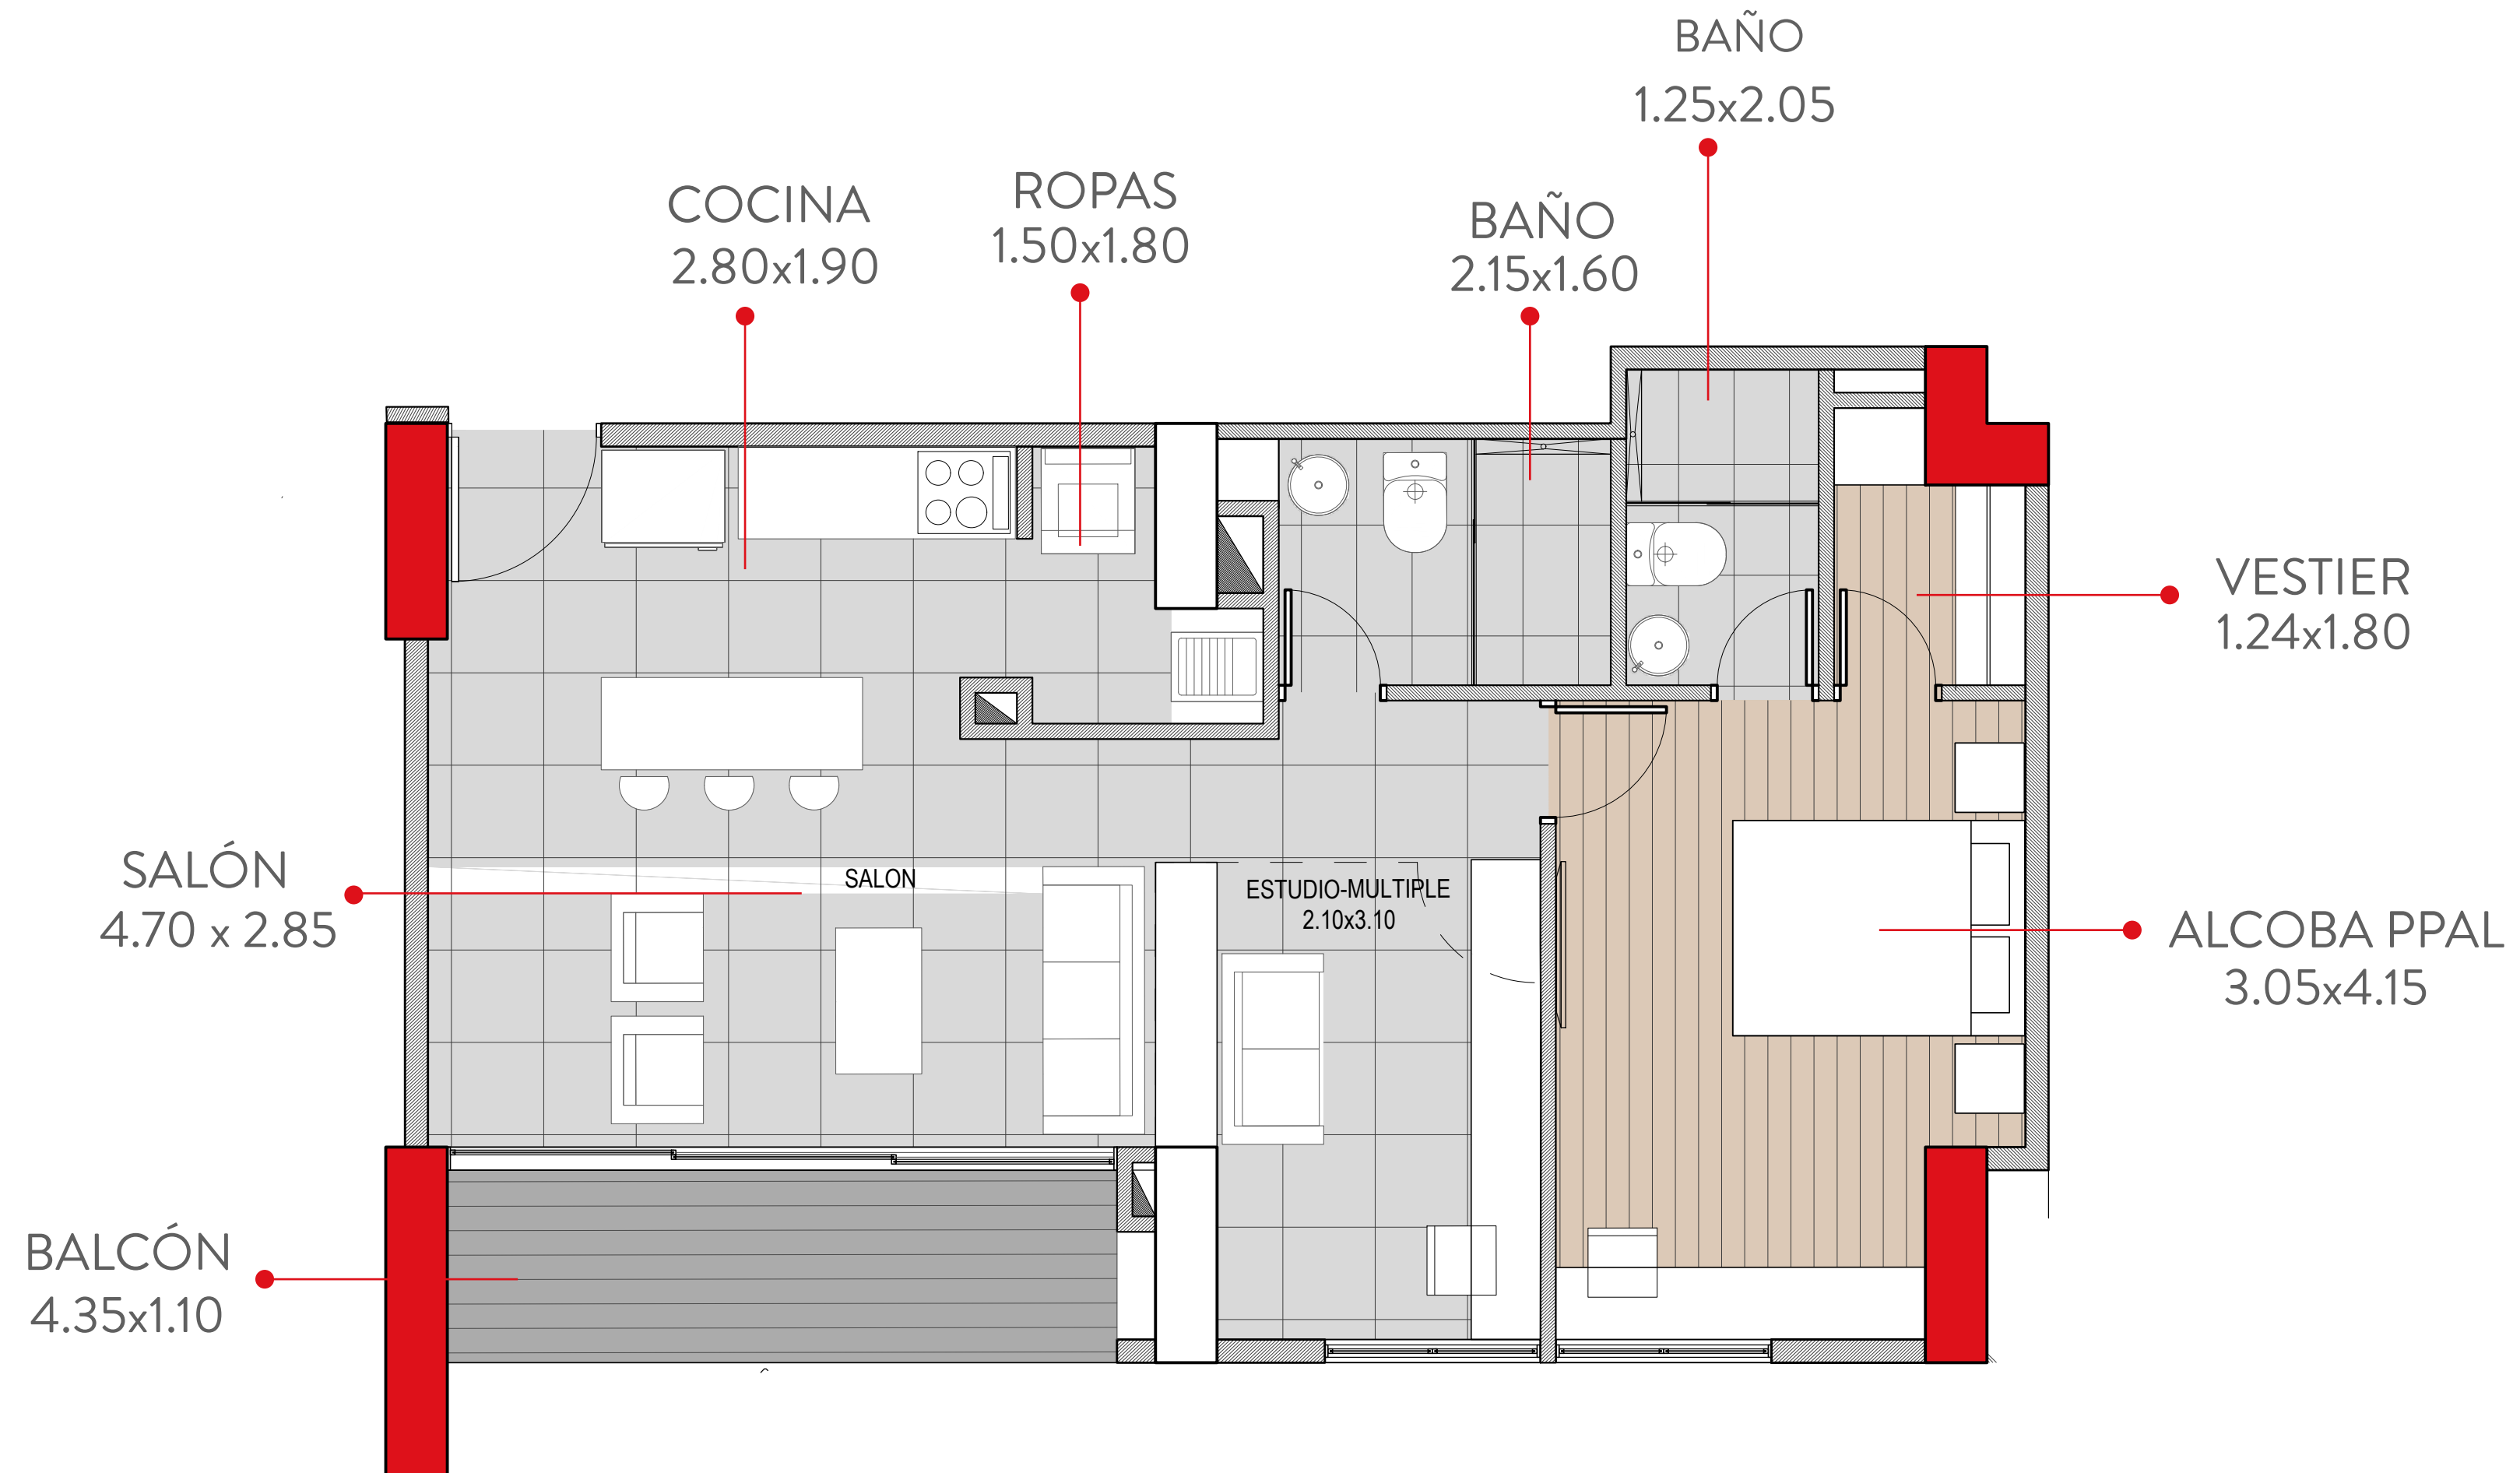 BAÑO
1.25x2.05
COCINA
2.80x1.90
ROPAS
1.50x1.80
BAÑO
2.15x1.60
VESTIER
1.24x1.80
SALÓN
4.70 x 2.85
SALON
ESTUDIO-MULTIPLE
2.10x3.10
ALCOBA PPAL
3.05x4.15
BALCÓN
4.35x1.10